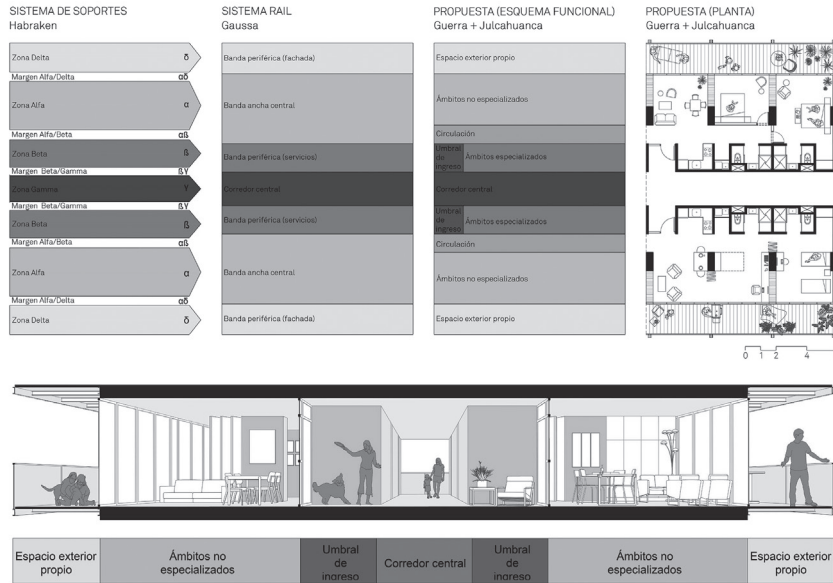 SISTEMA DE SOPORTES
Habraken
Zona Delta δ
Margen Alfa/Delta αδ
Zona Alfa α
Margen Alfa/Beta αß
Zona Beta ß
Margen Beta/Gamma ßγ
Zona Gamma γ
Margen Beta/Gamma ßγ
Zona Beta ß
Margen Alfa/Beta αß
Zona Alfa α
Margen Alfa/Delta αδ
Zona Delta δ
SISTEMA RAIL
Gaussa
Banda periférica (fachada)
Banda ancha central
Banda periférica (servicios)
Corredor central
Banda periférica (servicios)
Banda ancha central
Banda periférica (fachada)
PROPUESTA (ESQUEMA FUNCIONAL)
Guerra + Julcahuanca
Espacio exterior propio
Ámbitos no especializados
Circulación
Umbral
de
ingreso
Ámbitos especializados
Corredor central
Umbral
de
ingreso
Ámbitos especializados
Circulación
Ámbitos no especializados
Espacio exterior propio
PROPUESTA (PLANTA)
Guerra + Julcahuanca
0 1 2 4
Espacio exterior
propio
Ámbitos no
especializados
Umbral
de
ingreso
Corredor central
Umbral
de
ingreso
Ámbitos no
especializados
Espacio exterior
propio